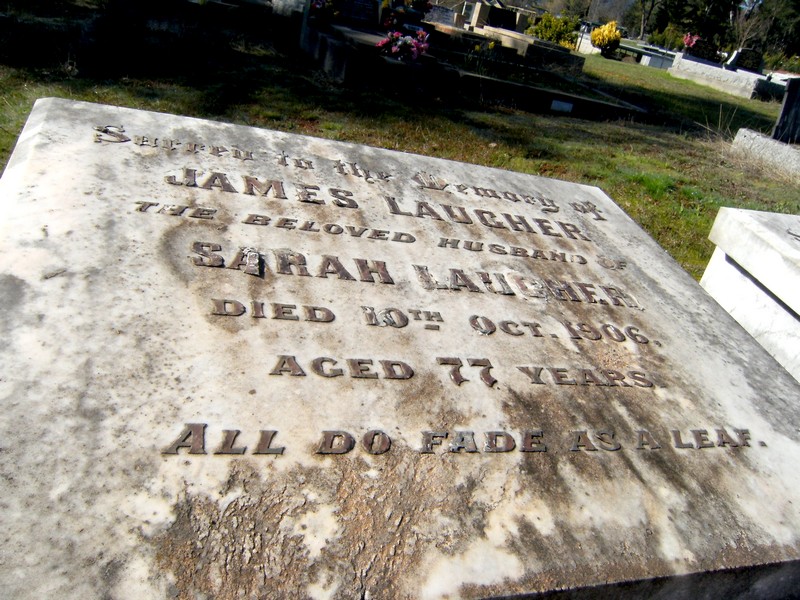 Sacred to the Memory of
JAMES LAUGHER
THE BELOVED HUSBAND OF
SARAH LAUGHER
DIED 10TH OCT. 1906.
AGED 77 YEARS.
ALL DO FADE AS A LEAF.